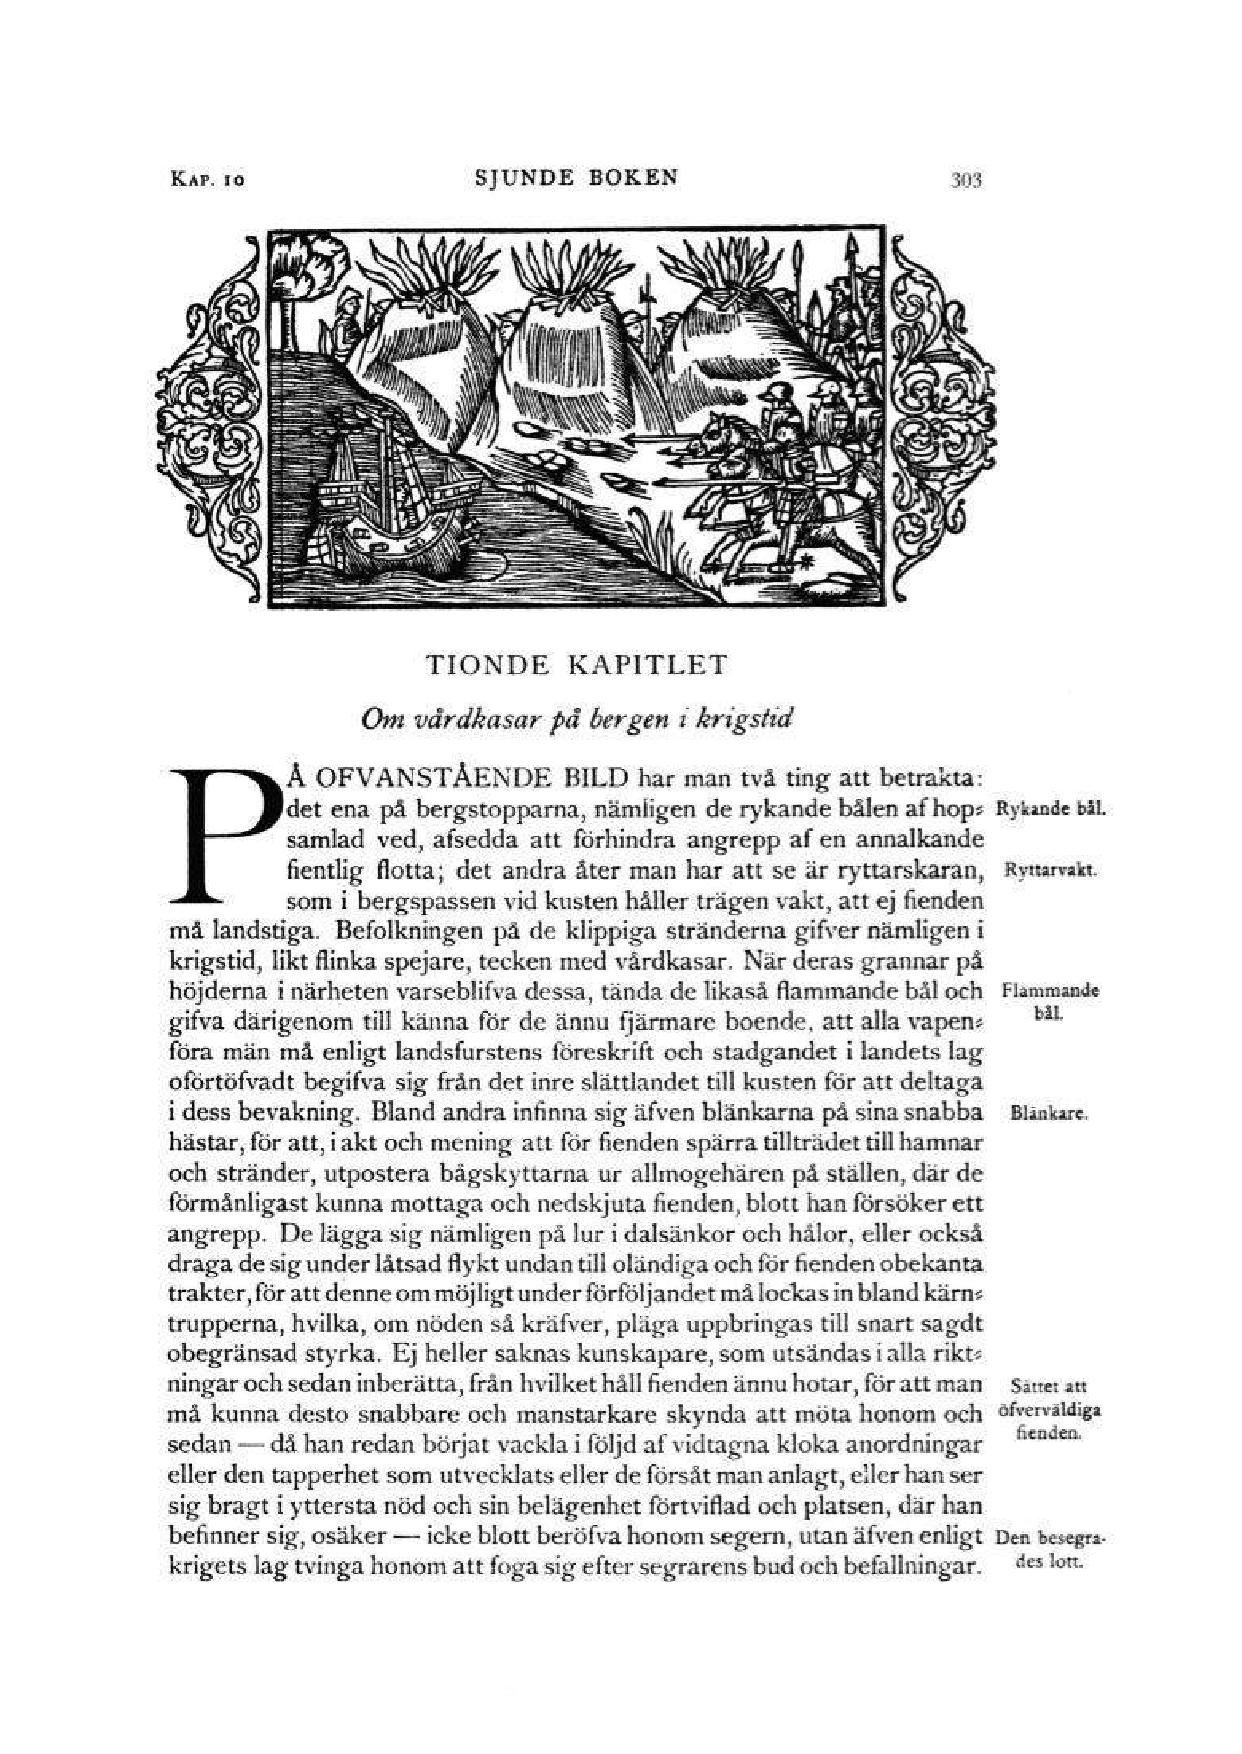 KAP. 10 SJUNDE BOKEN 303
TIONDE KAPITLET
Om vårdkasar på bergen i krigstid
PÅ OFVANSTÅENDE BILD har man två ting att betrakta:
det ena på bergstopparna, nämligen de rykande bålen af hop- Rykande bål.
samlad ved, afsedda att förhindra angrepp af en annalkande
fientlig flotta; det andra åter man har att se är ryttarskaran, Ryttarvakt.
som i bergspassen vid kusten håller trägen vakt, att ej fienden
må landstiga. Befolkningen på de klippiga stränderna gifver nämligen i
krigstid, likt flinka spejare, tecken med vårdkasar. När deras grannar på
höjderna i närheten varseblifva dessa, tända de likaså flammande bål och Flammande
gifva därigenom till känna för de ännu fjärmare boende, att alla vapen- bål.
föra män må enligt landsfurstens föreskrift och stadgandet i landets lag
oförtöfvadt begifva sig från det inre slättlandet till kusten för att deltaga
i dess bevakning. Bland andra infinna sig äfven blänkarna på sina snabba Blänkare.
hästar, för att, i akt och mening att för fienden spärra tillträdet till hamnar
och stränder, utpostera bågskyttarna ur allmogehären på ställen, där de
förmånligast kunna mottaga och nedskjuta fienden, blott han försöker ett
angrepp. De lägga sig nämligen på lur i dalsänkor och hålor, eller också
draga de sig under låtsad flykt undan till oländiga och för fienden obekanta
trakter, för att denne om möjligt under förföljandet må lockas in bland kärn-
trupperna, hvilka, om nöden så kräfver, pläga uppbringas till snart sagdt
obegränsad styrka. Ej heller saknas kunskapare, som utsändas i alla rikt-
ningar och sedan inberätta, från hvilket håll fienden ännu hotar, för att man Sättet att
må kunna desto snabbare och manstarkare skynda att möta honom och öfverväldiga
sedan — då han redan börjat vackla i följd af vidtagna kloka anordningar fienden.
eller den tapperhet som utvecklats eller de försåt man anlagt, eller han ser
sig bragt i yttersta nöd och sin belägenhet förtviflad och platsen, där han
befinner sig, osäker — icke blott beröfva honom segern, utan äfven enligt Den besegra-
krigets lag tvinga honom att foga sig efter segrarens bud och befallningar. des lott.